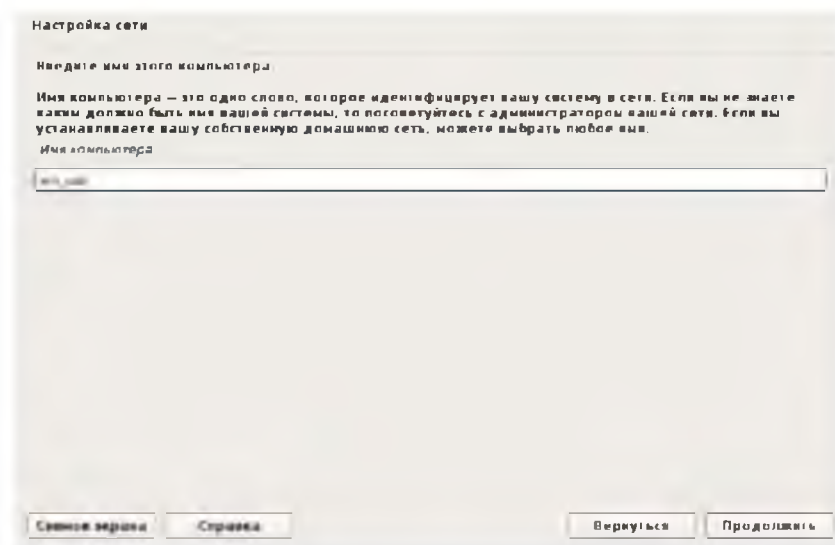 Настройка сети
Введите имя этого компьютера.
Имя компьютера — это одно слово, которое идентифицирует вашу систему в сети. Если вы не знаете
каким должно быть имя вашей системы, то посоветуйтесь с администратором вашей сети. Если вы
устанавливаете вашу собственную домашнюю сеть, можете выбрать любое имя.
Имя компьютера
Снимок экрана
Справка
Вернуться
Продолжить